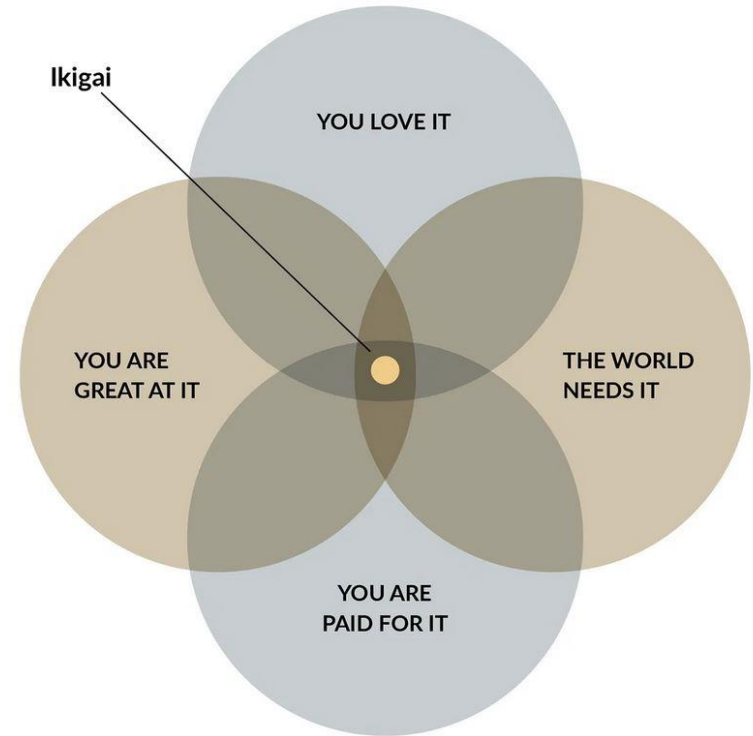 Ikigai
YOU LOVE IT
YOU ARE
GREAT AT IT
THE WORLD
NEEDS IT
YOU ARE
PAID FOR IT